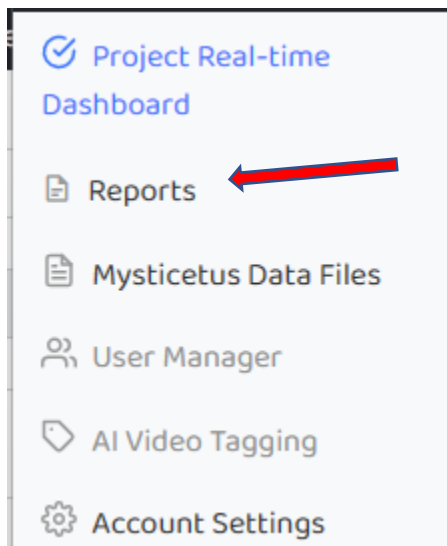 Project Real-time
Dashboard
Reports
Mysticetus Data Files
User Manager
AI Video Tagging
Account Settings